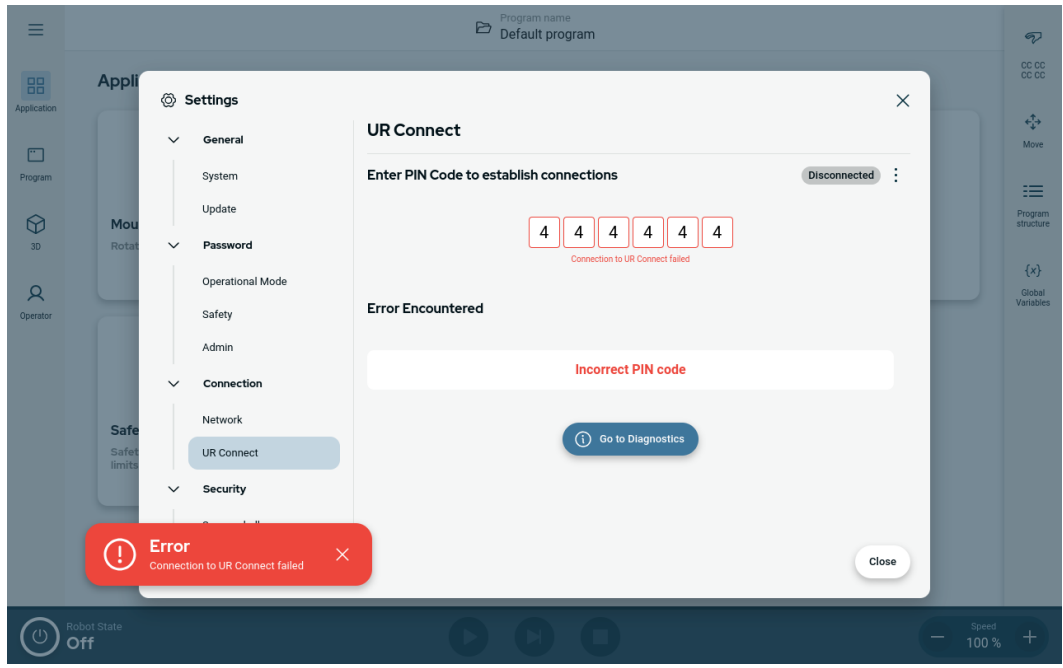 Program name
Default program
Application
Program
3D
Operator
Appli
Mou
Rotat
Safe
Safet
limits
Settings
General
System
Update
Password
Operational Mode
Safety
Admin
Connection
Network
UR Connect
Security
UR Connect
Enter PIN Code to establish connections
Disconnected
4 4 4 4 4 4
Connection to UR Connect failed
Error Encountered
Incorrect PIN code
Go to Diagnostics
Close
Error
Connection to UR Connect failed
CC CC
CC CC
Move
Program
structure
{x}
Global
Variables
Robot State
Off
Speed
100 %